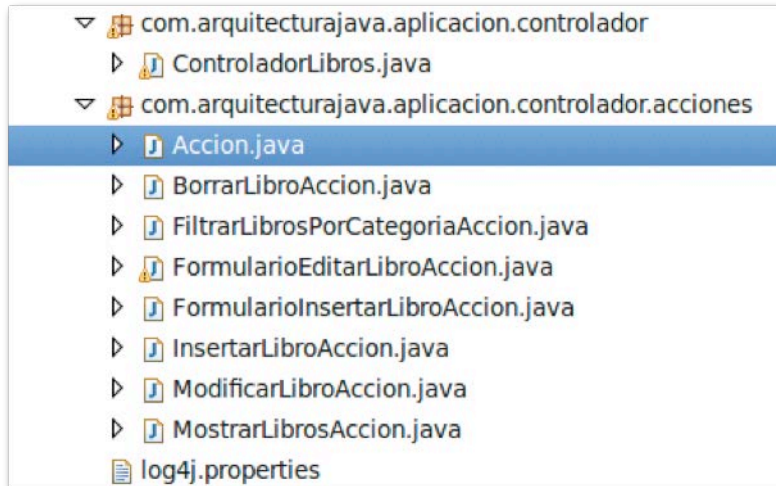 com.arquitecturajava.aplicacion.controlador
ControladorLibros.java
com.arquitecturajava.aplicacion.controlador.acciones
Accion.java
BorrarLibroAccion.java
FiltrarLibrosPorCategoriaAccion.java
FormularioEditarLibroAccion.java
FormularioInsertarLibroAccion.java
InsertarLibroAccion.java
ModificarLibroAccion.java
MostrarLibrosAccion.java
log4j.properties